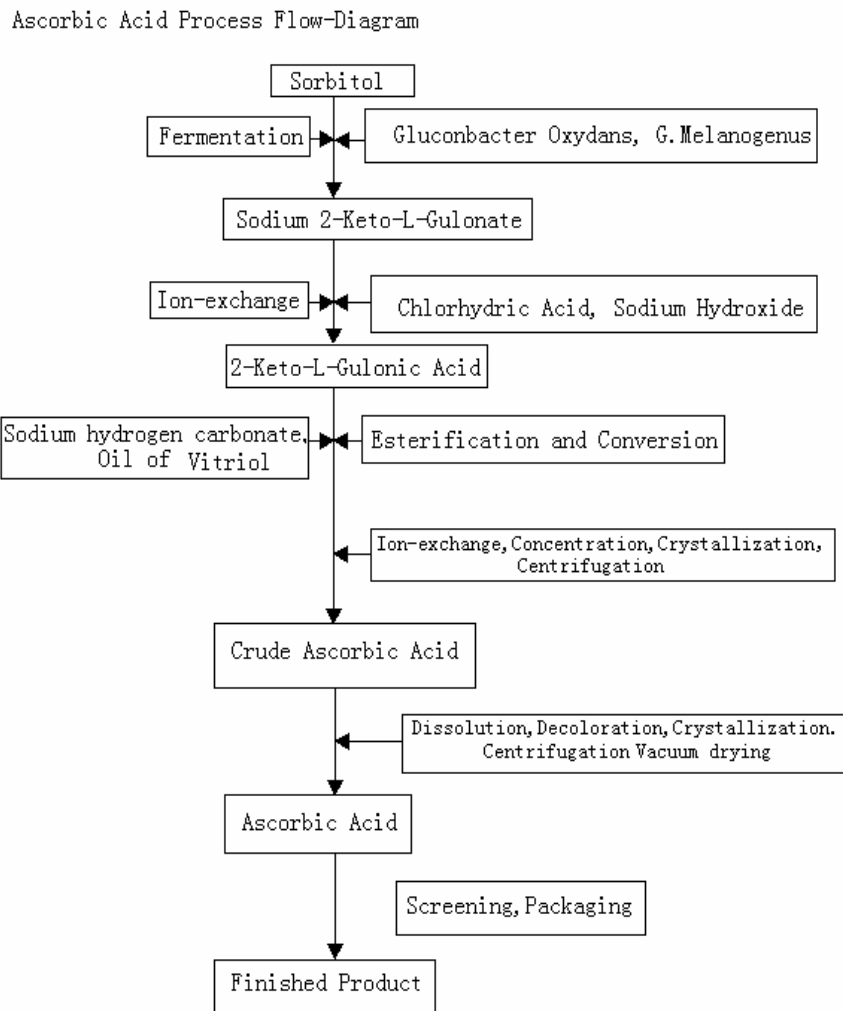 Ascorbic Acid Process Flow-Diagram
Sorbitol
Fermentation
Gluconbacter Oxydans, G.Melanogenus
Sodium 2-Keto-L-Gulonate
Ion-exchange
Chlorhydric Acid, Sodium Hydroxide
2-Keto-L-Gulonic Acid
Sodium hydrogen carbonate,
Oil of Vitriol
Esterification and Conversion
Ion-exchange,Concentration,Crystallization,
Centrifugation
Crude Ascorbic Acid
Dissolution,Decoloration,Crystallization.
Centrifugation Vacuum drying
Ascorbic Acid
Screening,Packaging
Finished Product